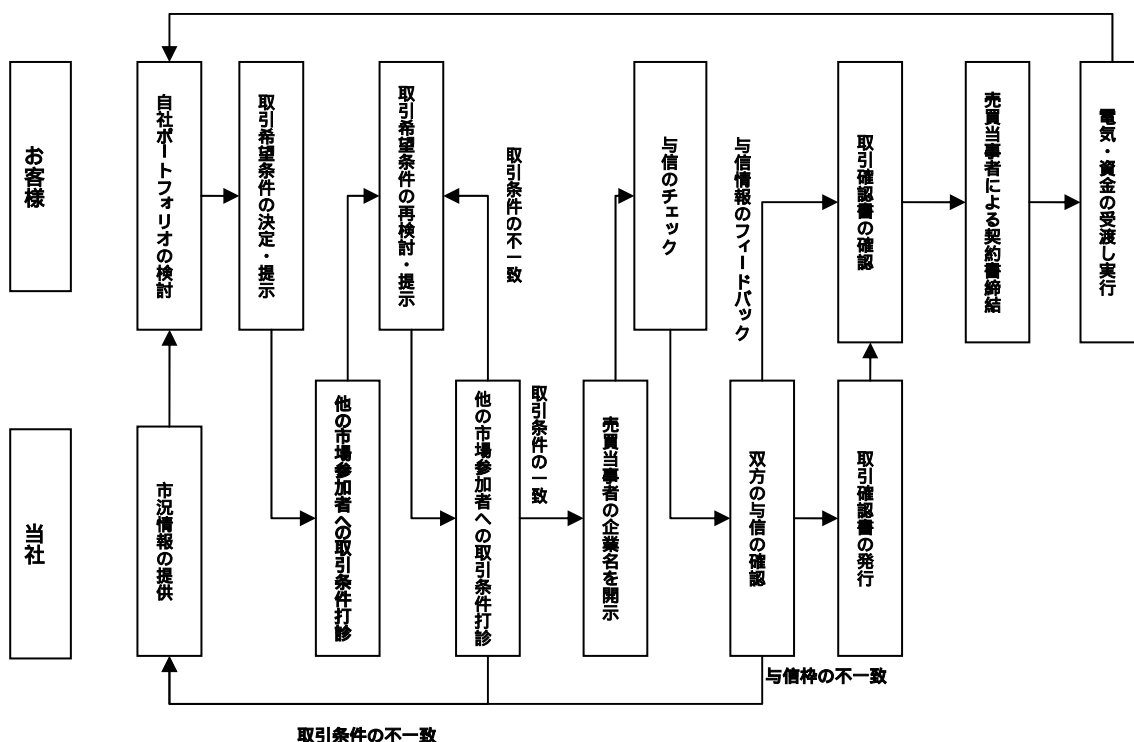 お客様
自社ポートフォリオの検討
取引希望条件の決定・提示
取引希望条件の再検討・提示
取引条件の不一致
与信のチェック
与信情報のフィードバック
取引確認書の確認
売買当事者による契約書締結
電気・資金の受渡し実行
当社
市況情報の提供
他の市場参加者への取引条件打診
他の市場参加者への取引条件打診
取引条件の一致
売買当事者の企業名を開示
双方の与信の確認
取引確認書の発行
与信枠の不一致
取引条件の不一致